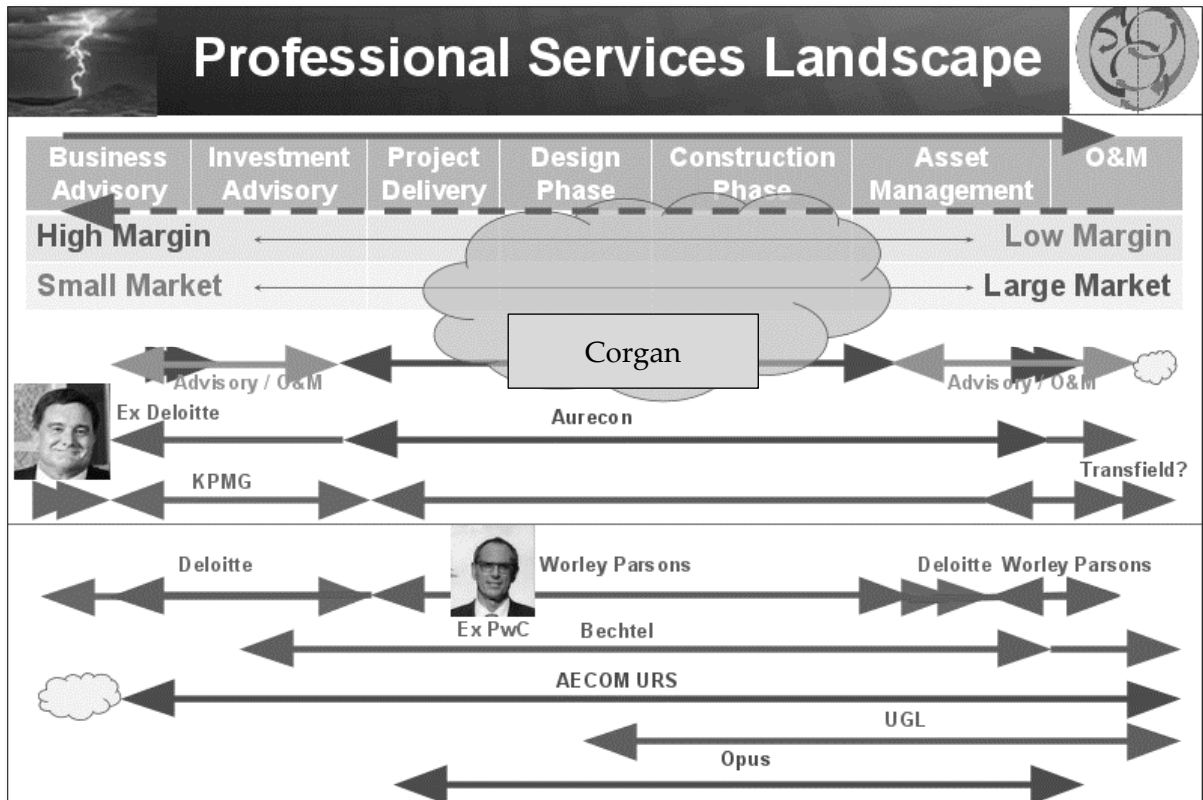 Professional Services Landscape
Business Advisory
Investment Advisory
Project Delivery
Design Phase
Construction Phase
Asset Management
O&M
High Margin
Low Margin
Small Market
Large Market
Corgan
Advisory / O&M
Advisory / O&M
Ex Deloitte
Aurecon
KPMG
Transfield?
Deloitte
Worley Parsons
Deloitte
Worley Parsons
Ex PwC
Bechtel
AECOM URS
UGL
Opus